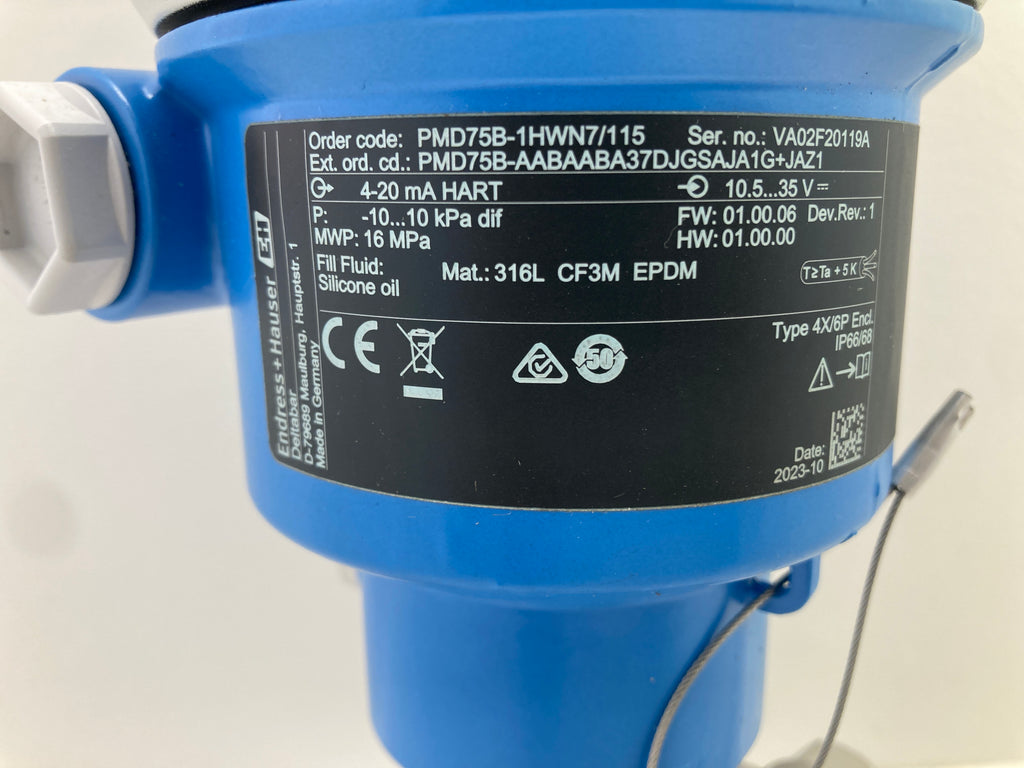 Order code: PMD75B-1HWN7/115 Ser. no.: VA02F20119A
Ext. ord. cd.: PMD75B-AABAABA37DJGSAJA1G+JAZ1
4-20 mA HART 10.5...35 V
P: -10...10 kPa dif FW: 01.00.06 Dev.Rev.: 1
MWP: 16 MPa HW: 01.00.00
Fill Fluid: Mat.: 316L CF3M EPDM T≥Ta + 5 K
Silicone oil
Type 4X/6P Encl.
IP66/68
CE 50
Date:
2023-10
Endress+Hauser EH
Deltabar
D-79689 Maulburg, Hauptstr. 1
Made in Germany